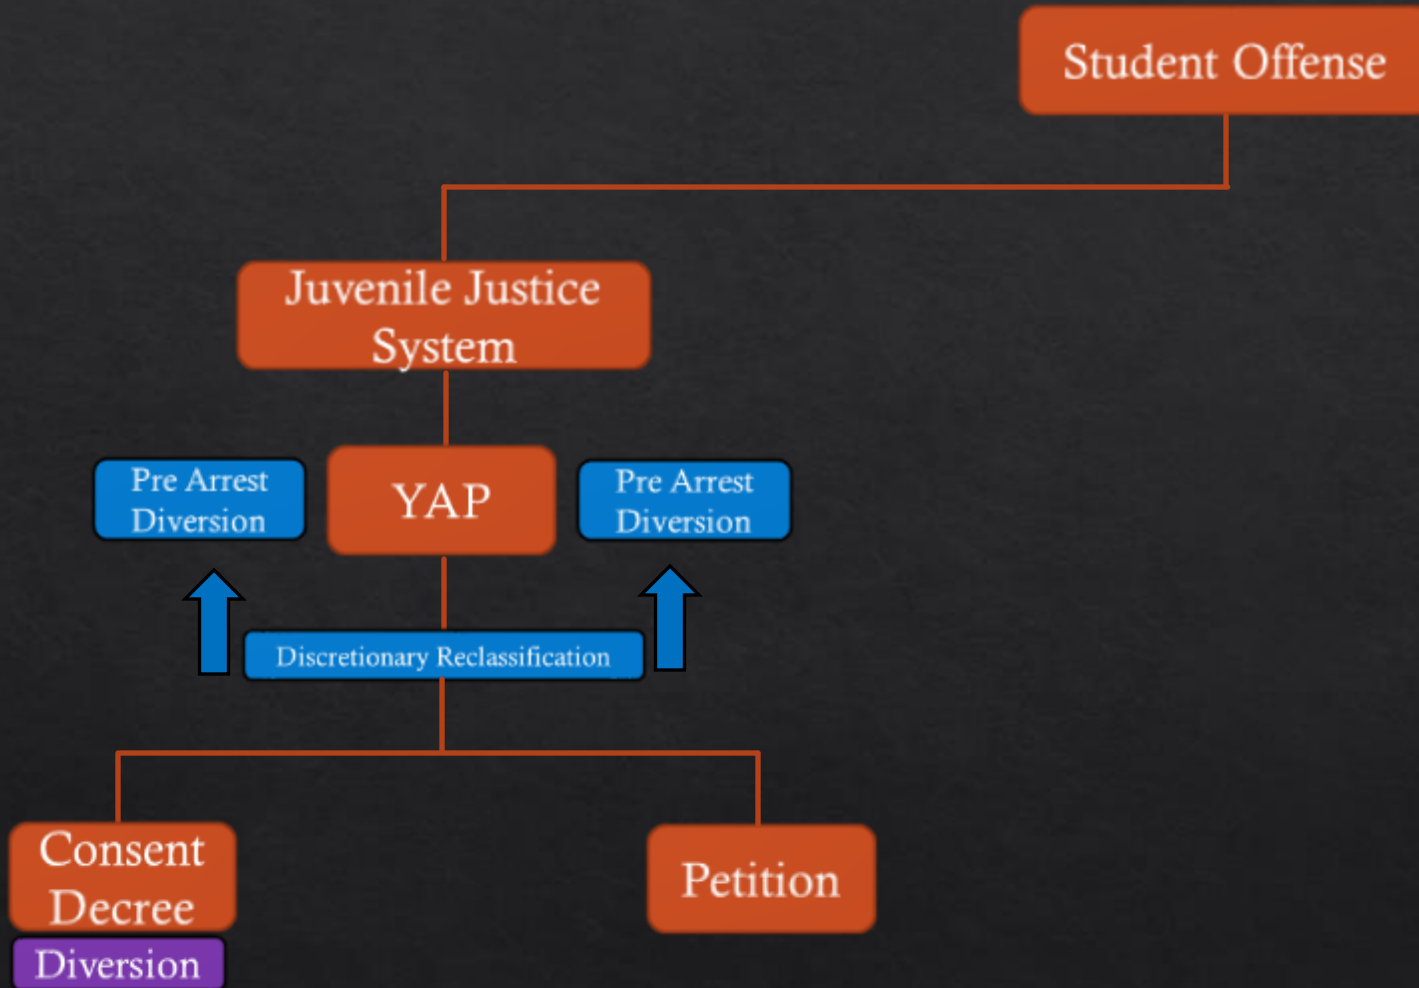 Student Offense
Juvenile Justice
System
Pre Arrest
Diversion
YAP
Pre Arrest
Diversion
Discretionary Reclassification
Consent
Decree
Diversion
Petition